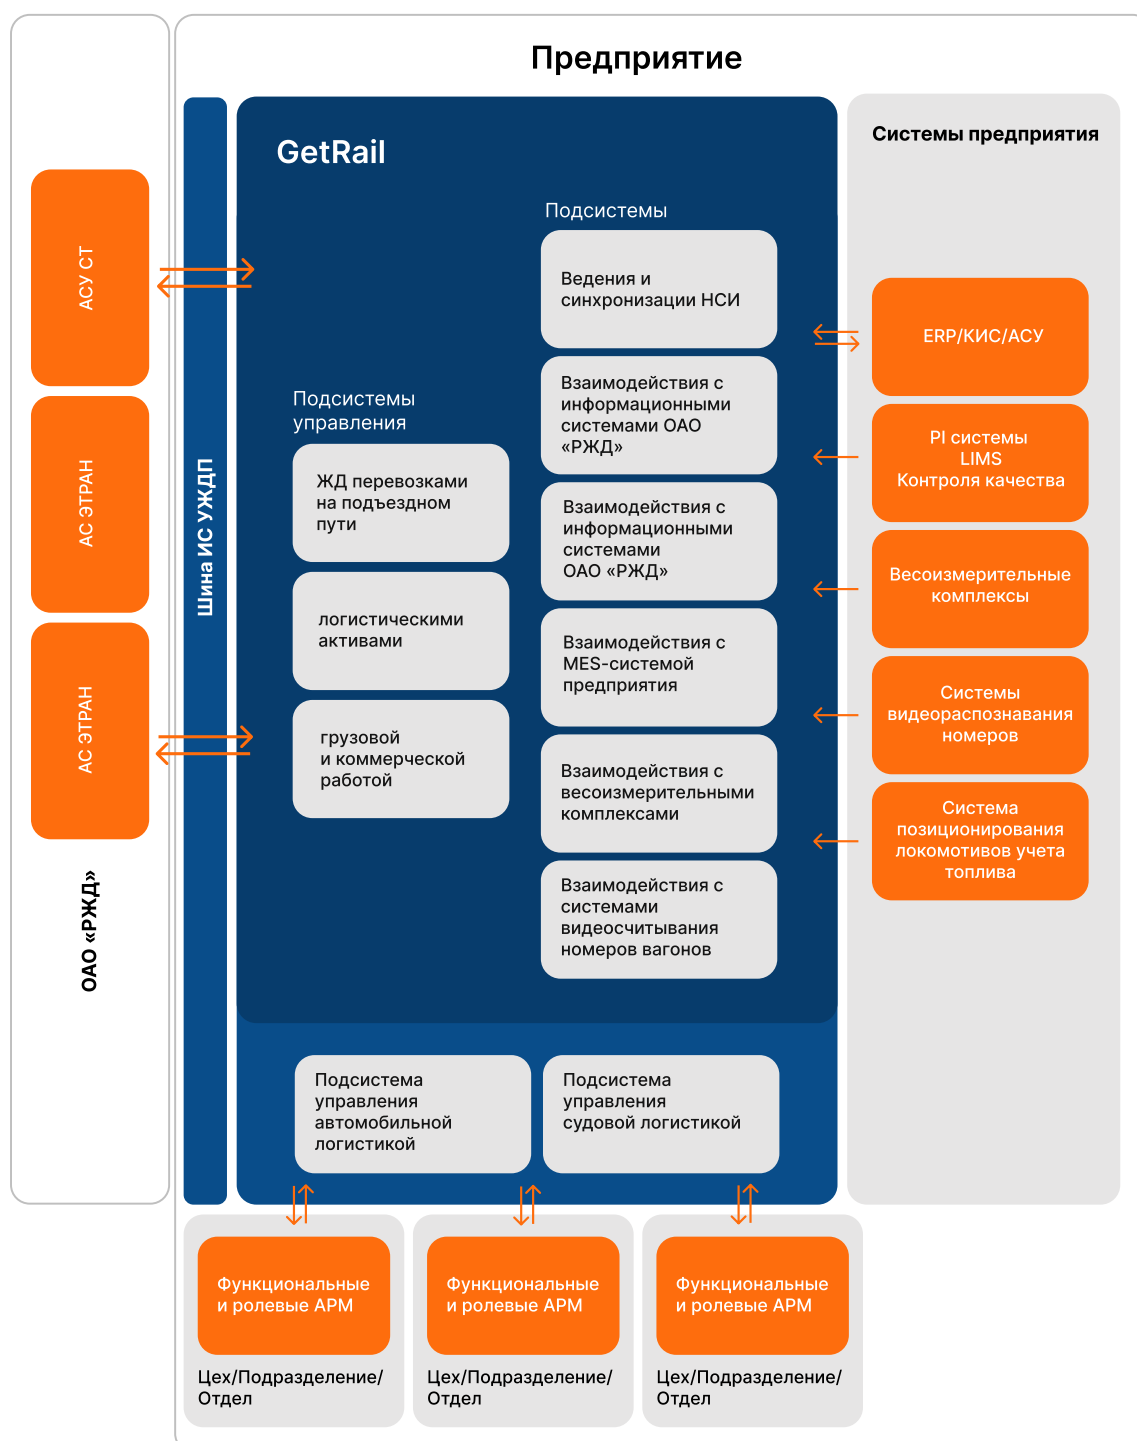 Предприятие
АСУ СТ
АС ЭТРАН
АС ЭТРАН
ОАО «РЖД»
Шина ИС УЖДП
GetRail
Подсистемы
управления
ЖД перевозками
на подъездном
пути
логистическими
активами
грузовой
и коммерческой
работой
Подсистемы
Ведения и
синхронизации НСИ
Взаимодействия с
информационными
системами ОАО
«РЖД»
Взаимодействия с
информационными
системами
ОАО «РЖД»
Взаимодействия с
MES-системой
предприятия
Взаимодействия с
весоизмерительными
комплексами
Взаимодействия с
системами
видеосчитывания
номеров вагонов
Подсистема
управления
автомобильной
логистикой
Подсистема
управления
судовой логистикой
Системы предприятия
ERP/КИС/АСУ
PI системы
LIMS
Контроля качества
Весоизмерительные
комплексы
Системы
видеораспознавания
номеров
Система
позиционирования
локомотивов учета
топлива
Функциональные
и ролевые АРМ
Цех/Подразделение/
Отдел
Функциональные
и ролевые АРМ
Цех/Подразделение/
Отдел
Функциональные
и ролевые АРМ
Цех/Подразделение/
Отдел